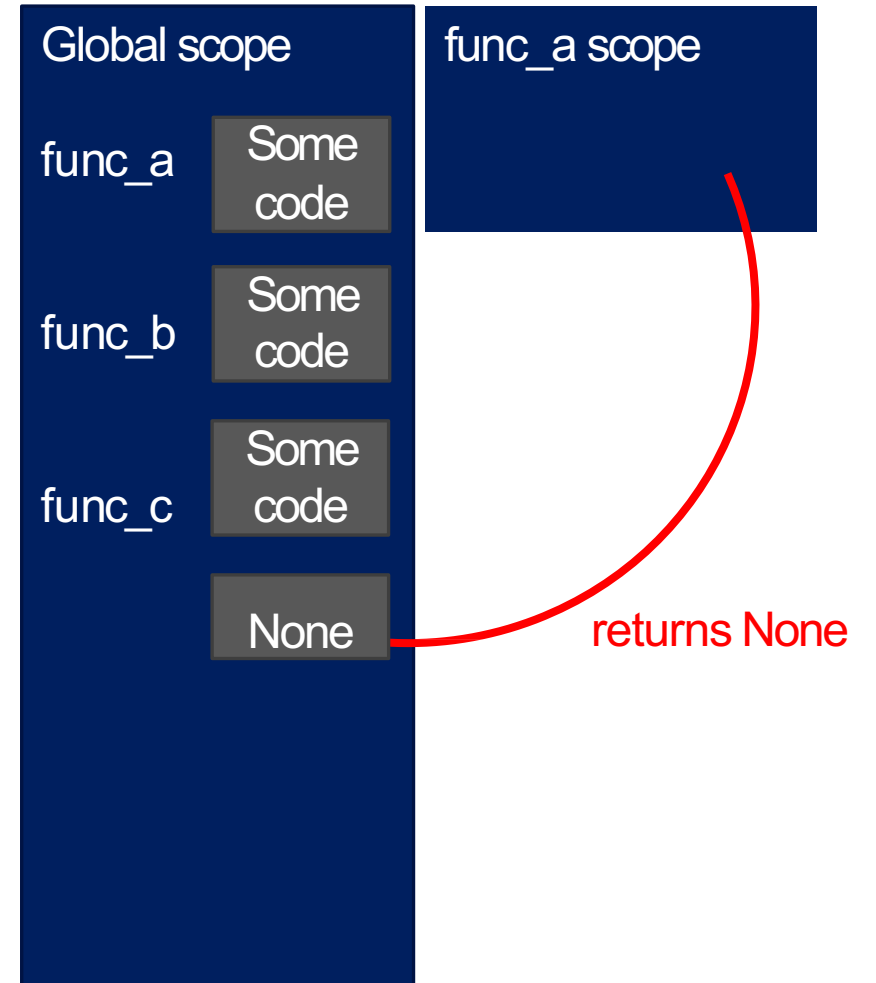 Global scope
func_a scope
func_a
Some
code
func_b
Some
code
func_c
Some
code
None
returns None